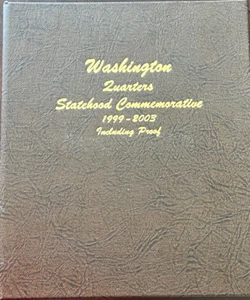 Washington
Quarters
Statehood Commemorative
1999-2003
Including Proof